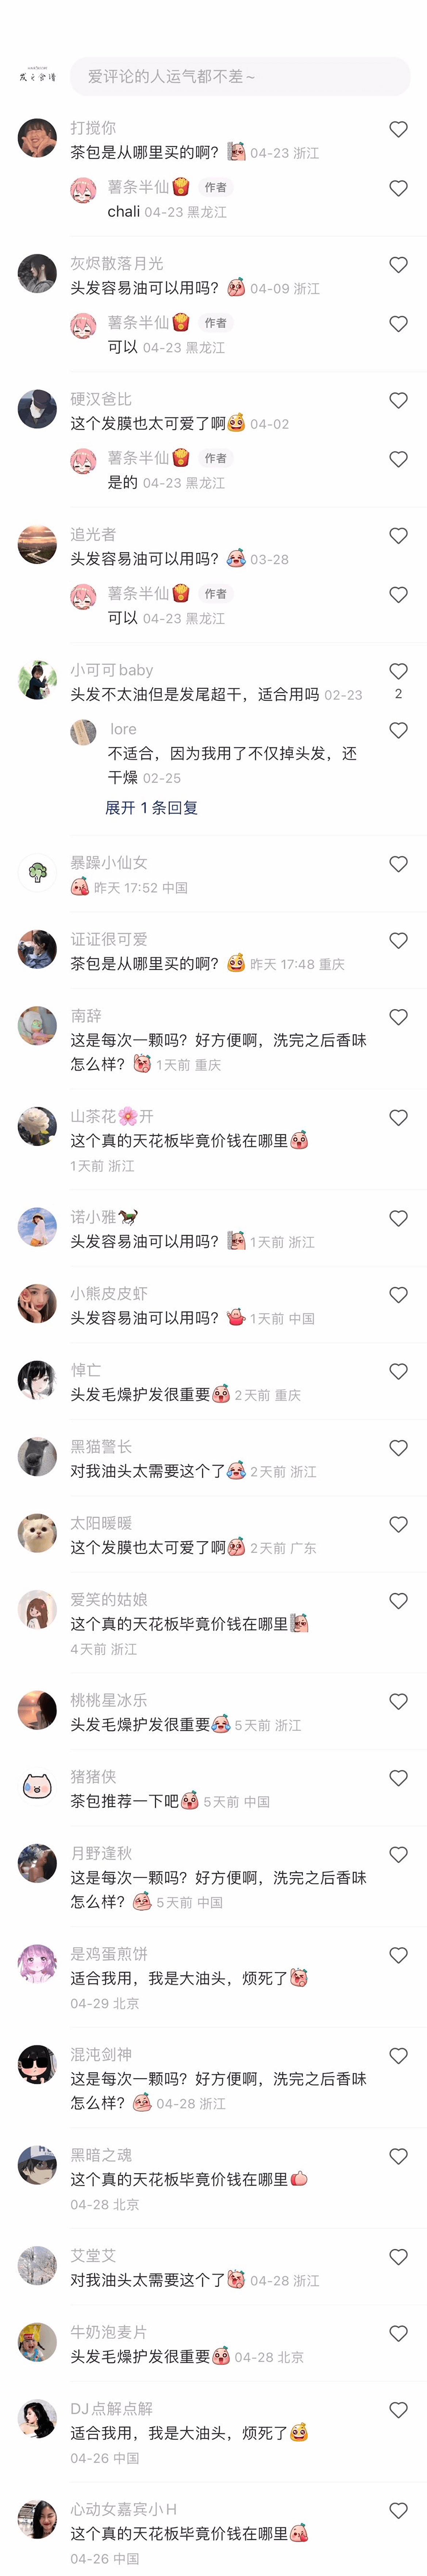 发之食谱
爱评论的人运气都不差~
打搅你
茶包是从哪里买的啊? 04-23 浙江
薯条半仙🍟 作者
chali 04-23 黑龙江
灰烬散落月光
头发容易油可以用吗? 04-09 浙江
薯条半仙🍟 作者
可以 04-23 黑龙江
硬汉爸比
这个发膜也太可爱了啊 04-02
薯条半仙🍟 作者
是的 04-23 黑龙江
追光者
头发容易油可以用吗? 03-28
薯条半仙🍟 作者
可以 04-23 黑龙江
小可可baby
头发不太油但是发尾超干，适合用吗 02-23
2
lore
不适合，因为我用了不仅掉头发，还
干燥 02-25
展开 1 条回复
暴躁小仙女
昨天 17:52 中国
证证很可爱
茶包是从哪里买的啊? 昨天 17:48 重庆
南辞
这是每次一颗吗？好方便啊，洗完之后香味
怎么样? 1天前 重庆
山茶花🌸开
这个真的天花板毕竟价钱在哪里
1天前 浙江
诺小雅🐎
头发容易油可以用吗? 1天前 浙江
小熊皮皮虾
头发容易油可以用吗? 1天前 中国
悼亡
头发毛燥护发很重要 2天前 重庆
黑猫警长
对我油头太需要这个了 2天前 浙江
太阳暖暖
这个发膜也太可爱了啊 2天前 广东
爱笑的姑娘
这个真的天花板毕竟价钱在哪里
4天前 浙江
桃桃星冰乐
头发毛燥护发很重要 5天前 浙江
猪猪侠
茶包推荐一下吧 5天前 中国
月野逢秋
这是每次一颗吗？好方便啊，洗完之后香味
怎么样? 5天前 中国
是鸡蛋煎饼
适合我用，我是大油头，烦死了
04-29 北京
混沌剑神
这是每次一颗吗？好方便啊，洗完之后香味
怎么样? 04-28 浙江
黑暗之魂
这个真的天花板毕竟价钱在哪里
04-28 北京
艾堂艾
对我油头太需要这个了 04-28 浙江
牛奶泡麦片
头发毛燥护发很重要 04-28 北京
DJ点解点解
适合我用，我是大油头，烦死了
04-26 中国
心动女嘉宾小H
这个真的天花板毕竟价钱在哪里
04-26 中国